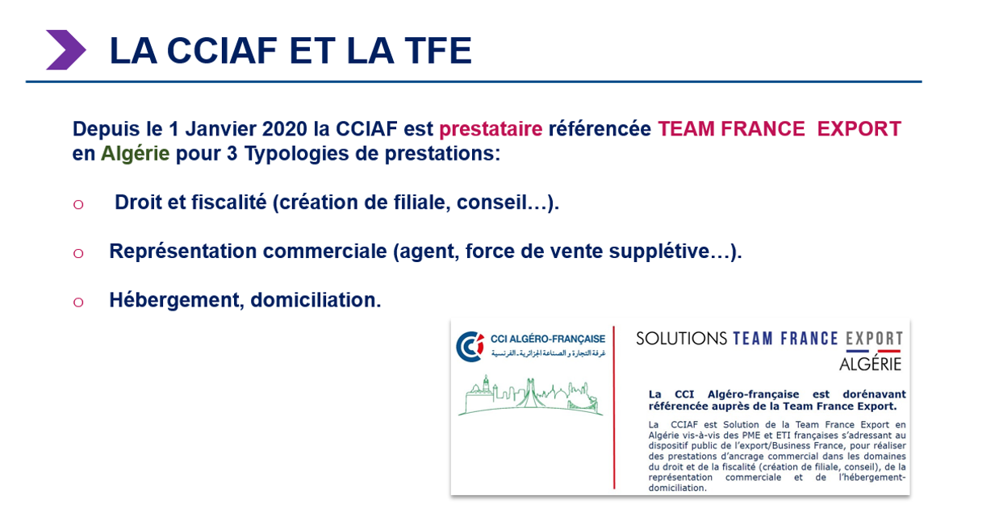 LA CCIAF ET LA TFE
Depuis le 1 Janvier 2020 la CCIAF est prestataire référencée TEAM FRANCE EXPORT
en Algérie pour 3 Typologies de prestations:
o Droit et fiscalité (création de filiale, conseil…).
o Représentation commerciale (agent, force de vente supplétive…).
o Hébergement, domiciliation.
CCI ALGÉRO-FRANÇAISE
غرفة التجارة و الصناعة الجزائرية ـ الفرنسية
SOLUTIONS TEAM FRANCE EXPORT
ALGÉRIE
La CCI Algéro-française est dorénavant
référencée auprès de la Team France Export.
La CCIAF est Solution de la Team France Export en
Algérie vis-à-vis des PME et ETI françaises s'adressant au
dispositif public de l'export/Business France, pour réaliser
des prestations d'ancrage commercial dans les domaines
du droit et de la fiscalité (création de filiale, conseil), de la
représentation commerciale et de l'hébergement-
domiciliation.